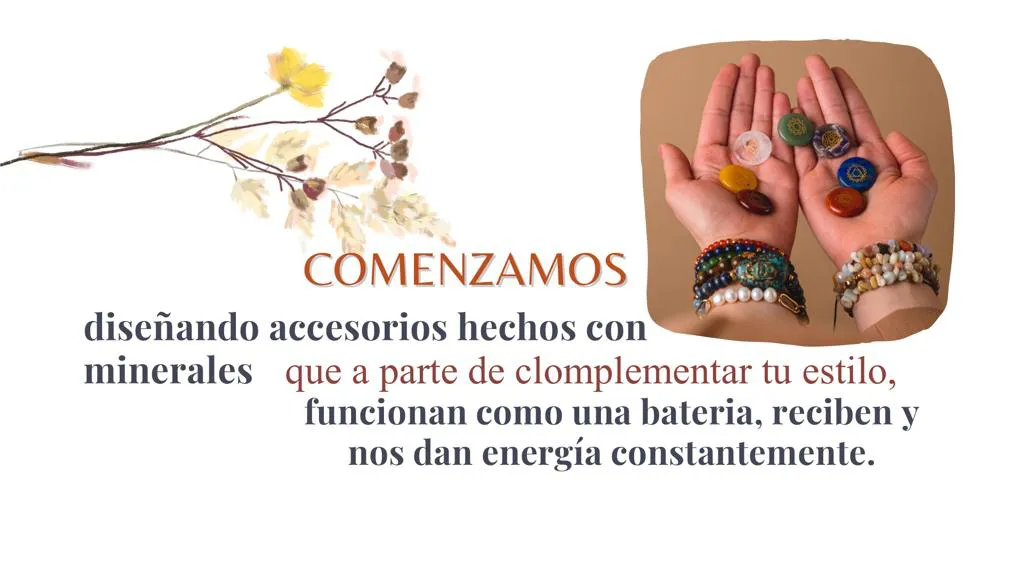 COMENZAMOS
diseñando accesorios hechos con
minerales que a parte de clomplementar tu estilo,
funcionan como una bateria, reciben y
nos dan energía constantemente.